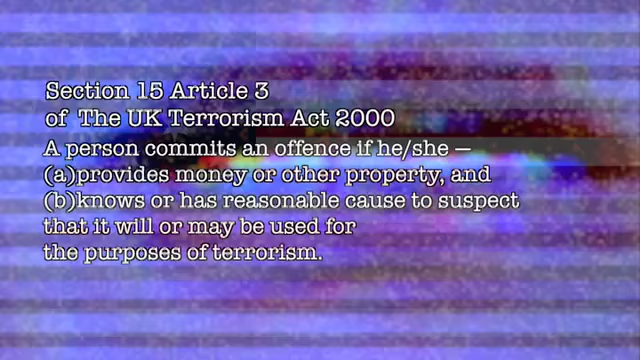 Section 15 Article 3
of The UK Terrorism Act 2000
A person commits an offence if he/she —
(a)provides money or other property, and
(b)knows or has reasonable cause to suspect
that it will or may be used for
the purposes of terrorism.